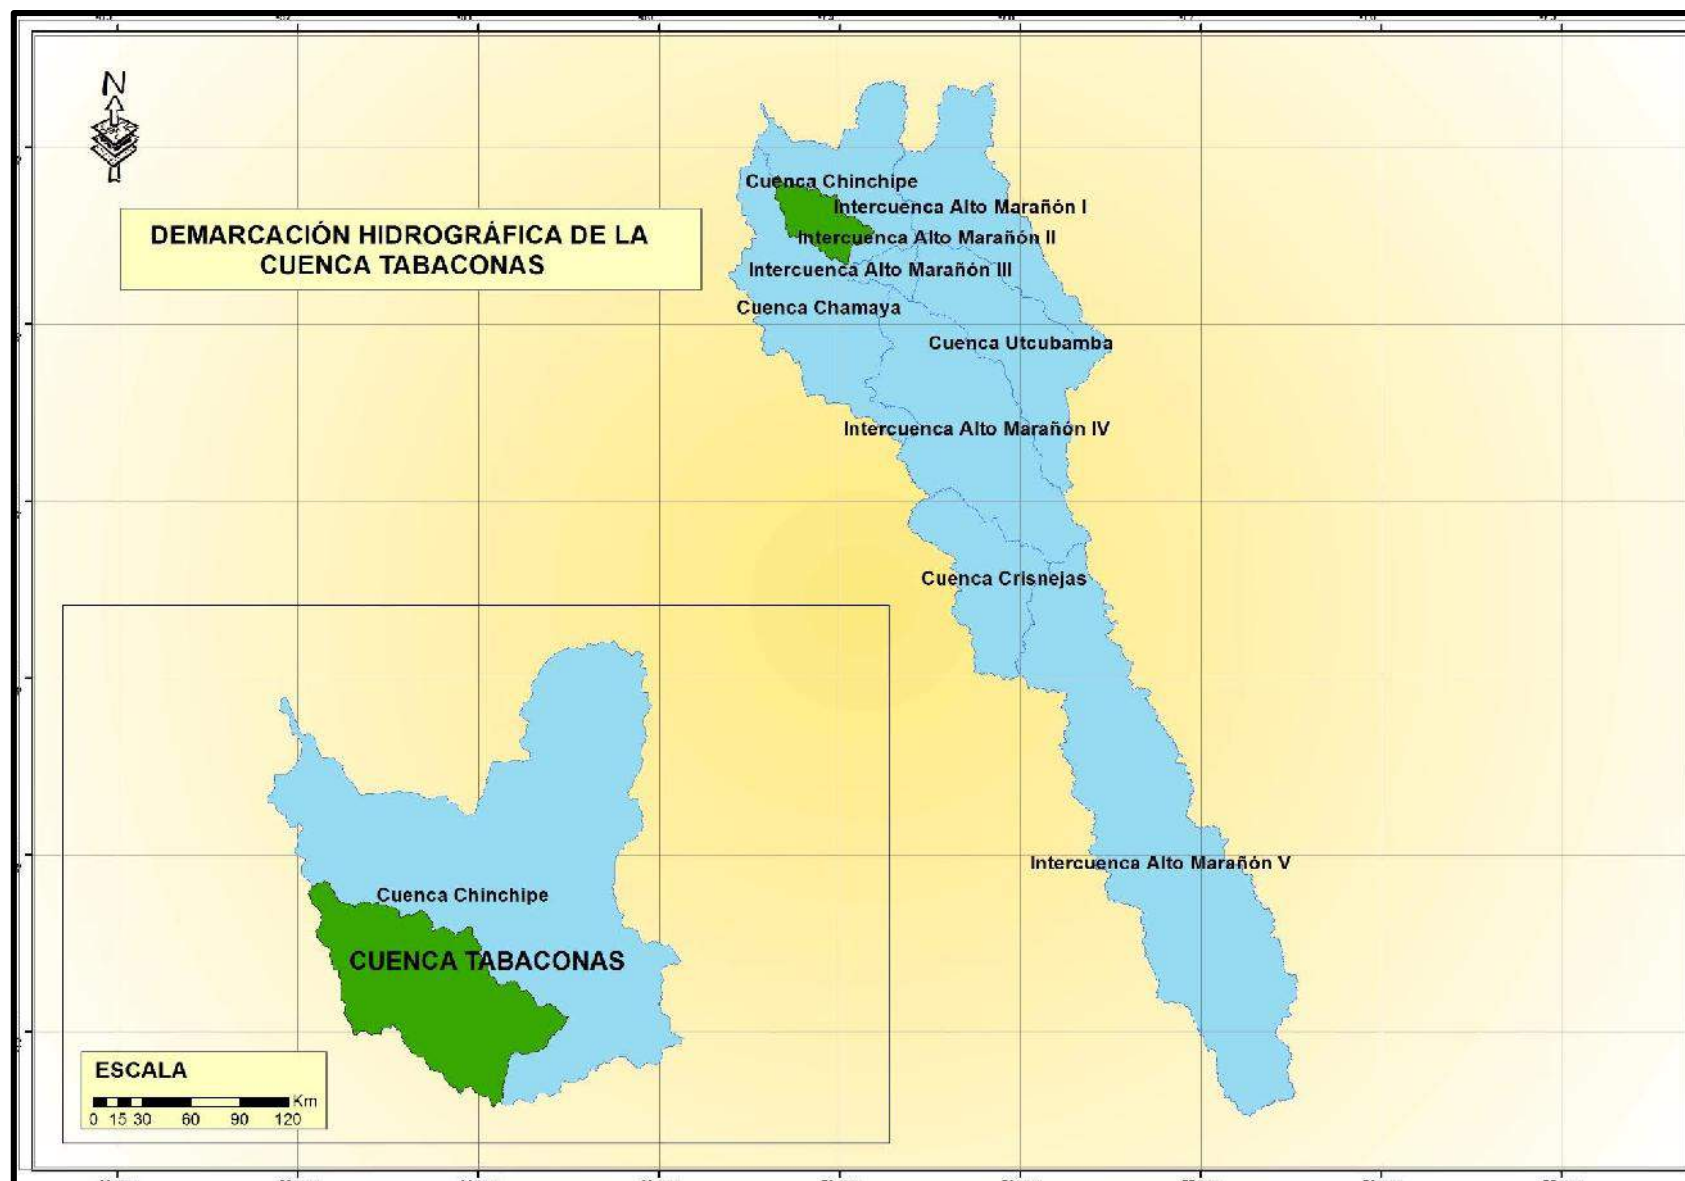 N
DEMARCACIÓN HIDROGRÁFICA DE LA
CUENCA TABACONAS
Cuenca Chinchipe
Intercuenca Alto Marañón I
Intercuenca Alto Marañón II
Intercuenca Alto Marañón III
Cuenca Chamaya
Cuenca Utcubamba
Intercuenca Alto Marañón IV
Cuenca Crisnejas
Intercuenca Alto Marañón V
Cuenca Chinchipe
CUENCA TABACONAS
ESCALA
Km
0 15 30 60 90 120